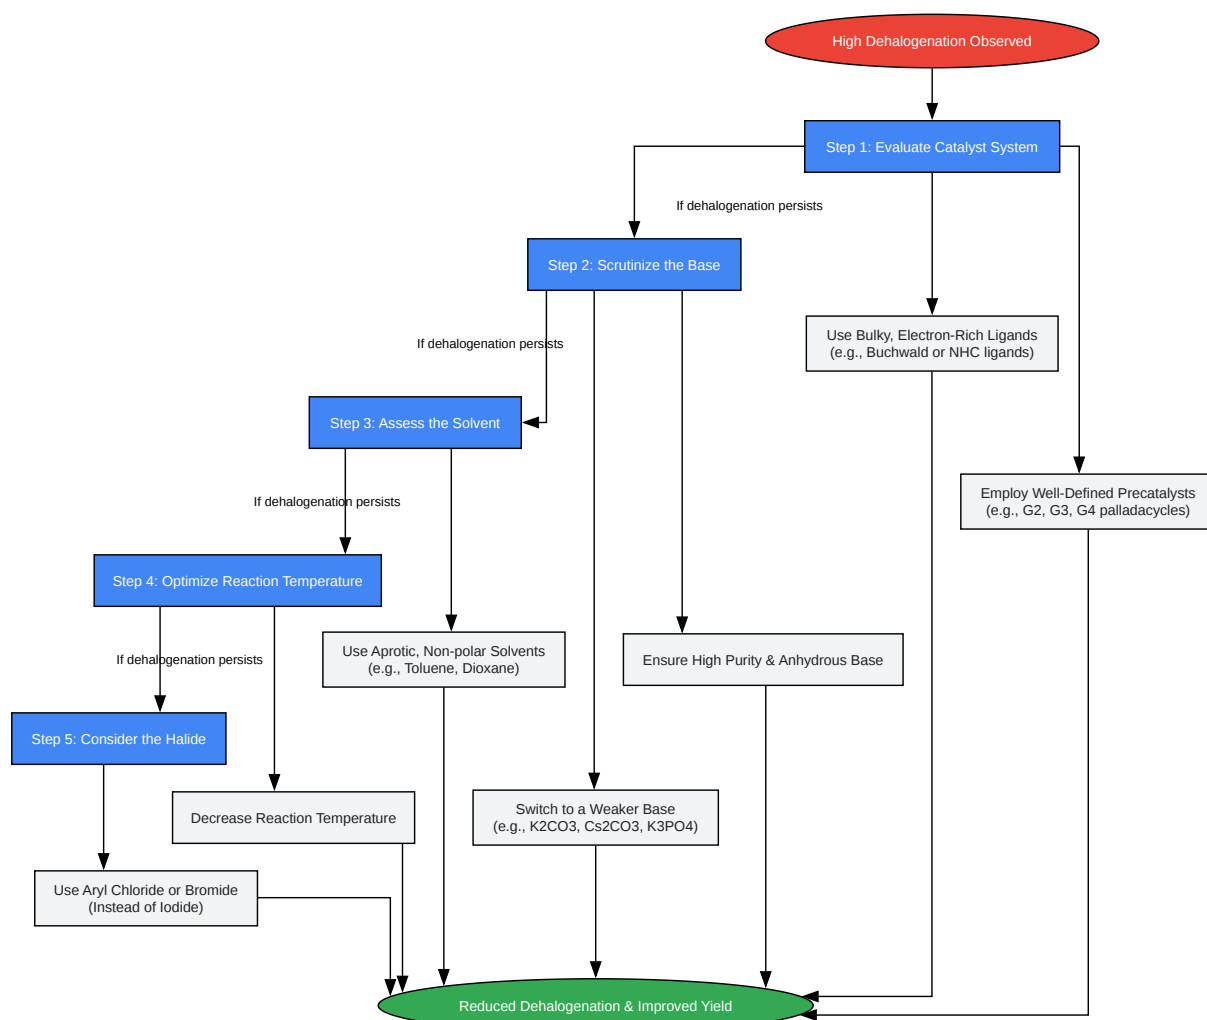 High Dehalogenation Observed
Step 1: Evaluate Catalyst System
If dehalogenation persists
Step 2: Scrutinize the Base
Use Bulky, Electron-Rich Ligands
(e.g., Buchwald or NHC ligands)
If dehalogenation persists
Step 3: Assess the Solvent
Employ Well-Defined Precatalysts
(e.g., G2, G3, G4 palladacycles)
If dehalogenation persists
Step 4: Optimize Reaction Temperature
Use Aprotic, Non-polar Solvents
(e.g., Toluene, Dioxane)
Ensure High Purity & Anhydrous Base
If dehalogenation persists
Step 5: Consider the Halide
Decrease Reaction Temperature
Switch to a Weaker Base
(e.g., K2CO3, Cs2CO3, K3PO4)
Use Aryl Chloride or Bromide
(Instead of Iodide)
Reduced Dehalogenation & Improved Yield